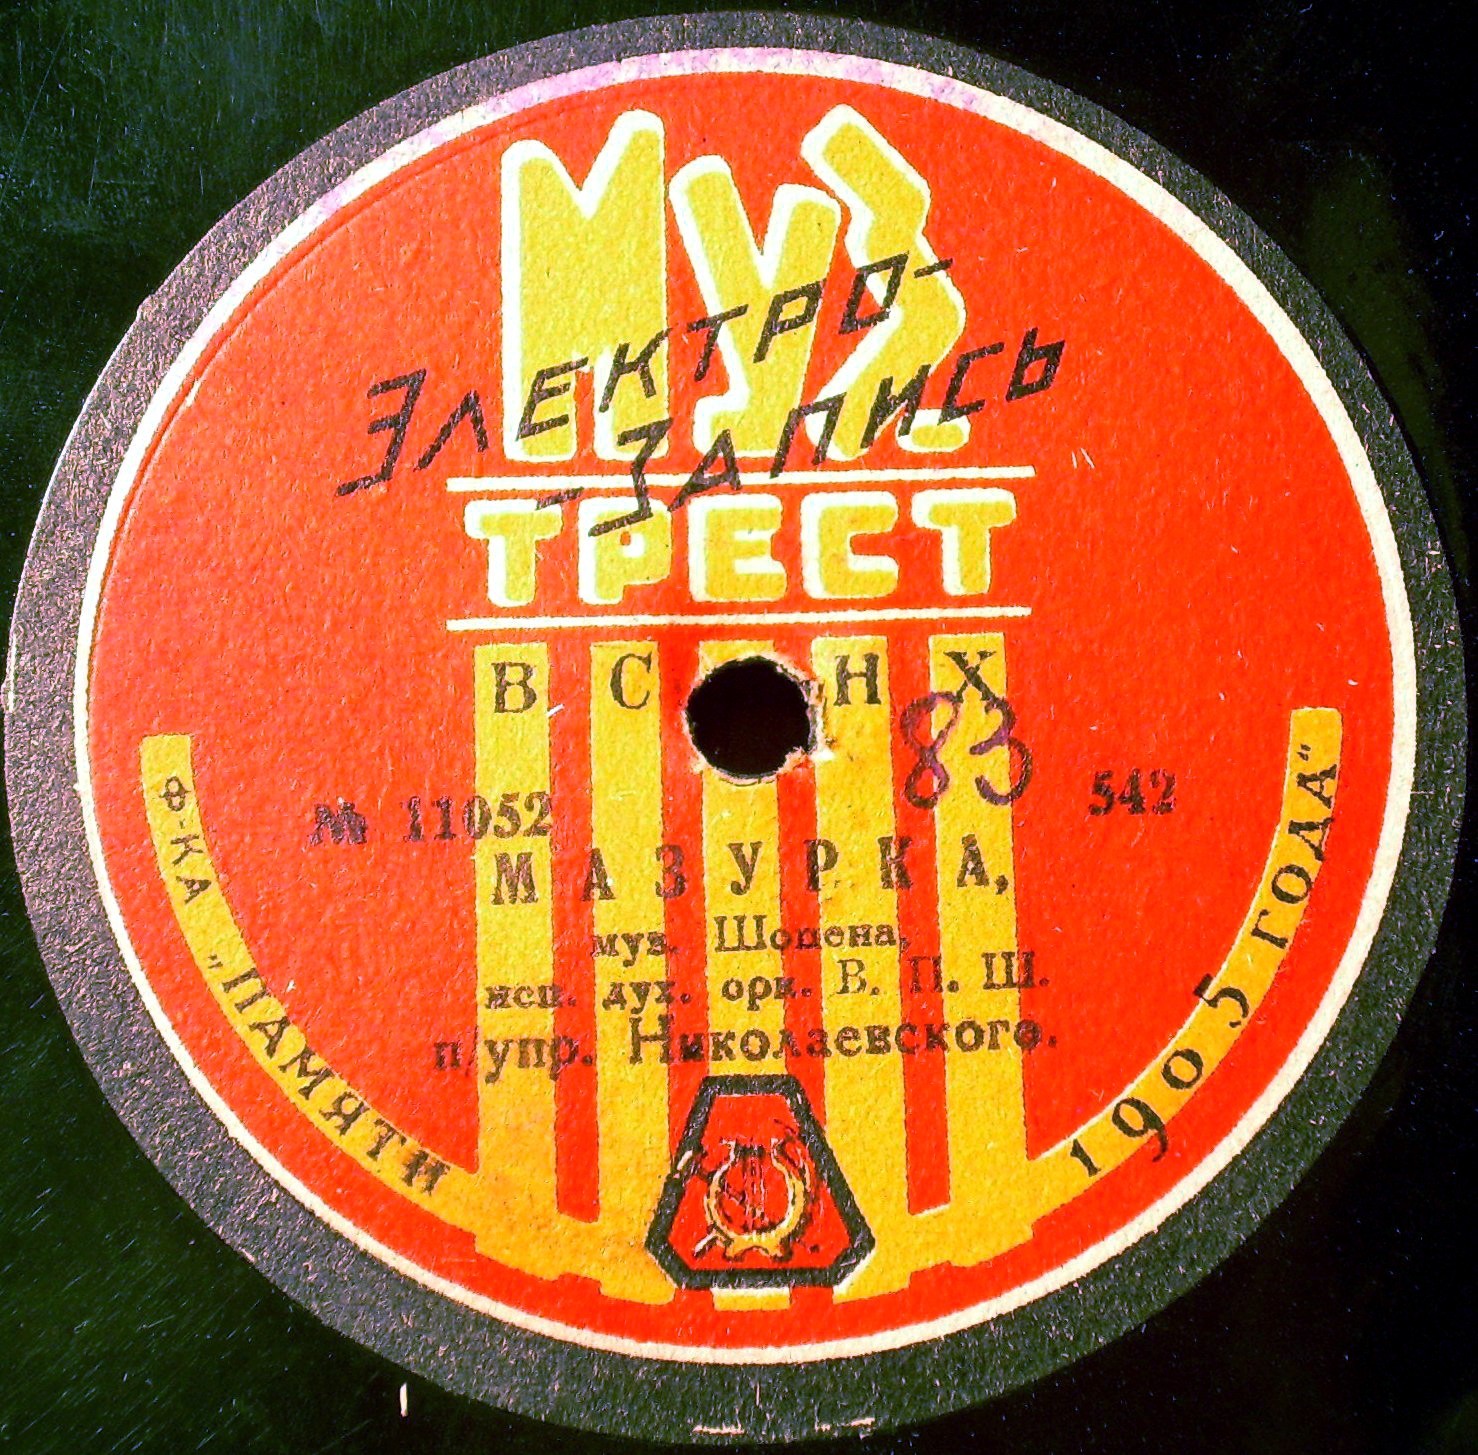 МУЗ.
ЭЛЕКТРО-
-ЗАПИСЬ
ТРЕСТ
В С Н Х
83
№ 11052
542
МАЗУРКА,
муз. Шопена,
исп. дух. орк. В. П. Ш.
п/упр. Николаевского.
Ф-КА „ПАМЯТИ 1905 ГОДА"